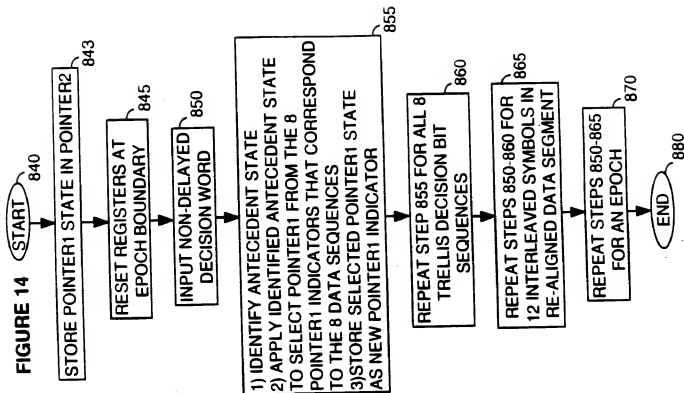 FIGURE 14
START
840
STORE POINTER1 STATE IN POINTER2
843
RESET REGISTERS AT
EPOCH BOUNDARY
845
INPUT NON-DELAYED
DECISION WORD
850
1) IDENTIFY ANTECEDENT STATE
2) APPLY IDENTIFIED ANTECEDENT STATE
TO SELECT POINTER1 FROM THE 8
POINTER1 INDICATORS THAT CORRESPOND
TO THE 8 DATA SEQUENCES
3)STORE SELECTED POINTER1 STATE
AS NEW POINTER1 INDICATOR
855
REPEAT STEP 855 FOR ALL 8
TRELLIS DECISION BIT
SEQUENCES
860
REPEAT STEPS 850-860 FOR
12 INTERLEAVED SYMBOLS IN
RE-ALIGNED DATA SEGMENT
865
REPEAT STEPS 850-865
FOR AN EPOCH
870
END
880